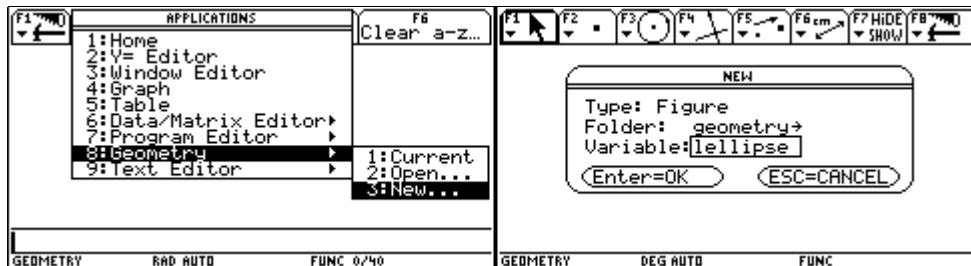 F1 APPLICATIONS F6
Clear a-z…
1:Home
2:Y= Editor
3:Window Editor
4:Graph
5:Table
6:Data/Matrix Editor▸
7:Program Editor ▸
8:Geometry ▸
9:Text Editor ▸
1:Current
2:Open...
3:New...
GEOMETRY RAD AUTO FUNC 0/40
F1 F2 F3 F4 F5 F6 cm F7 HiDE F8
SHOW
NEW
Type: Figure
Folder: geometry→
Variable: lellipse
Enter=OK ESC=CANCEL
GEOMETRY DEG AUTO FUNC